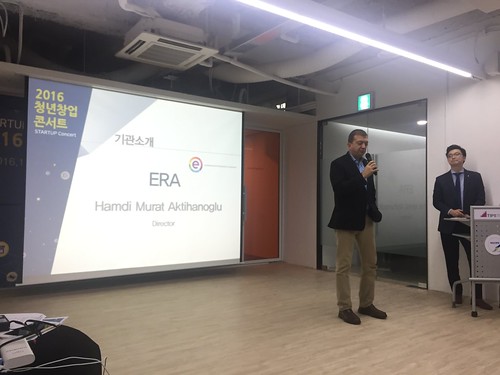 2016
청년창업
콘서트
STARTUP Concert
기관소개
e
ERA
Hamdi Murat Aktihanoglu
Director
TIPS